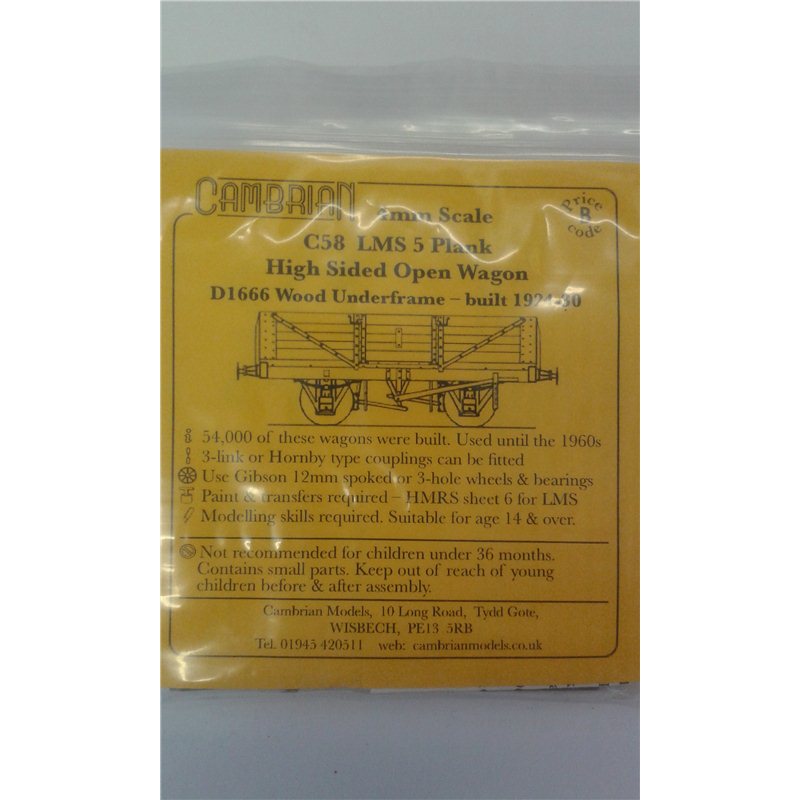 CAMBRIAN 4mm Scale
Price B code
C58 LMS 5 Plank
High Sided Open Wagon
D1666 Wood Underframe – built 1924-30
54,000 of these wagons were built. Used until the 1960s
3-link or Hornby type couplings can be fitted
Use Gibson 12mm spoked or 3-hole wheels & bearings
Paint & transfers required – HMRS sheet 6 for LMS
Modelling skills required. Suitable for age 14 & over.
Not recommended for children under 36 months.
Contains small parts. Keep out of reach of young
children before & after assembly.
Cambrian Models, 10 Long Road, Tydd Gote,
WISBECH, PE13 5RB
Tel. 01945 420511 web: cambrianmodels.co.uk